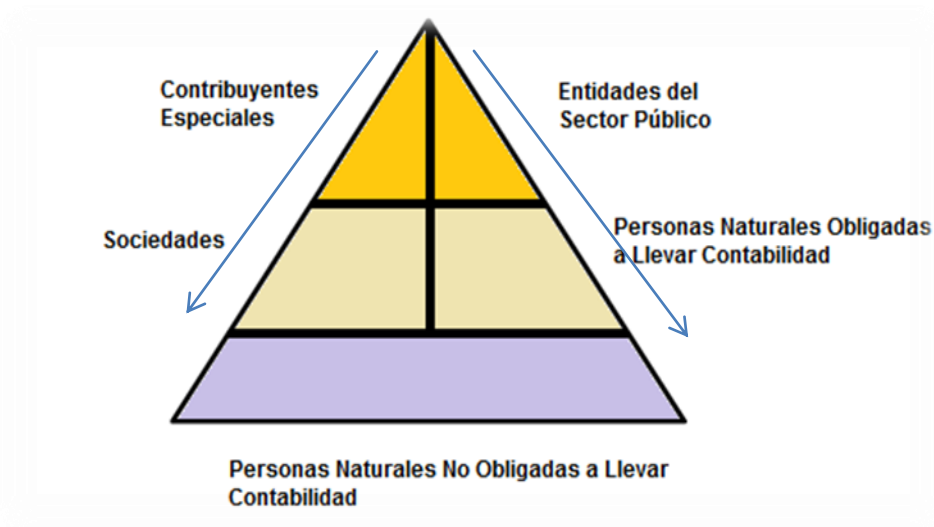 Contribuyentes
Especiales
Entidades del
Sector Público
Sociedades
Personas Naturales Obligadas
a Llevar Contabilidad
Personas Naturales No Obligadas a Llevar
Contabilidad